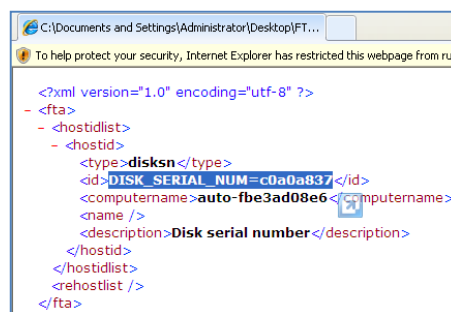 C:\Documents and Settings\Administrator\Desktop\FT...
To help protect your security, Internet Explorer has restricted this webpage from ru
<?xml version="1.0" encoding="utf-8" ?>
- <fta>
- <hostidlist>
- <hostid>
<type>disksn</type>
<id>DISK_SERIAL_NUM=c0a0a837</id>
<computername>auto-fbe3ad08e6</computername>
<name />
<description>Disk serial number</description>
</hostid>
</hostidlist>
<rehostlist />
</fta>